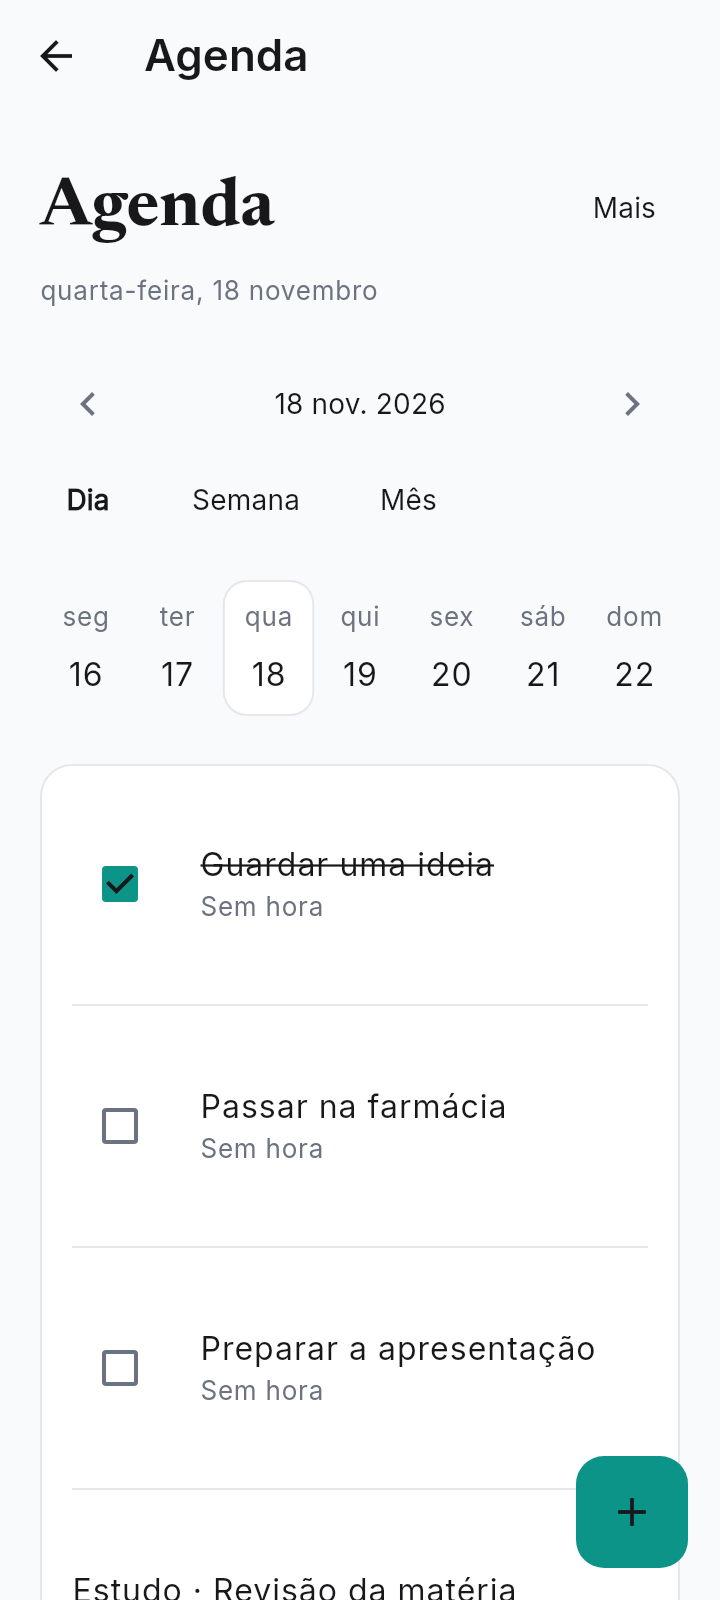 Agenda
Agenda
Mais
quarta-feira, 18 novembro
18 nov. 2026
Dia Semana Mês
seg ter qua qui sex sáb dom
16 17 18 19 20 21 22
Guardar uma ideia
Sem hora
Passar na farmácia
Sem hora
Preparar a apresentação
Sem hora
Estudo · Revisão da matéria